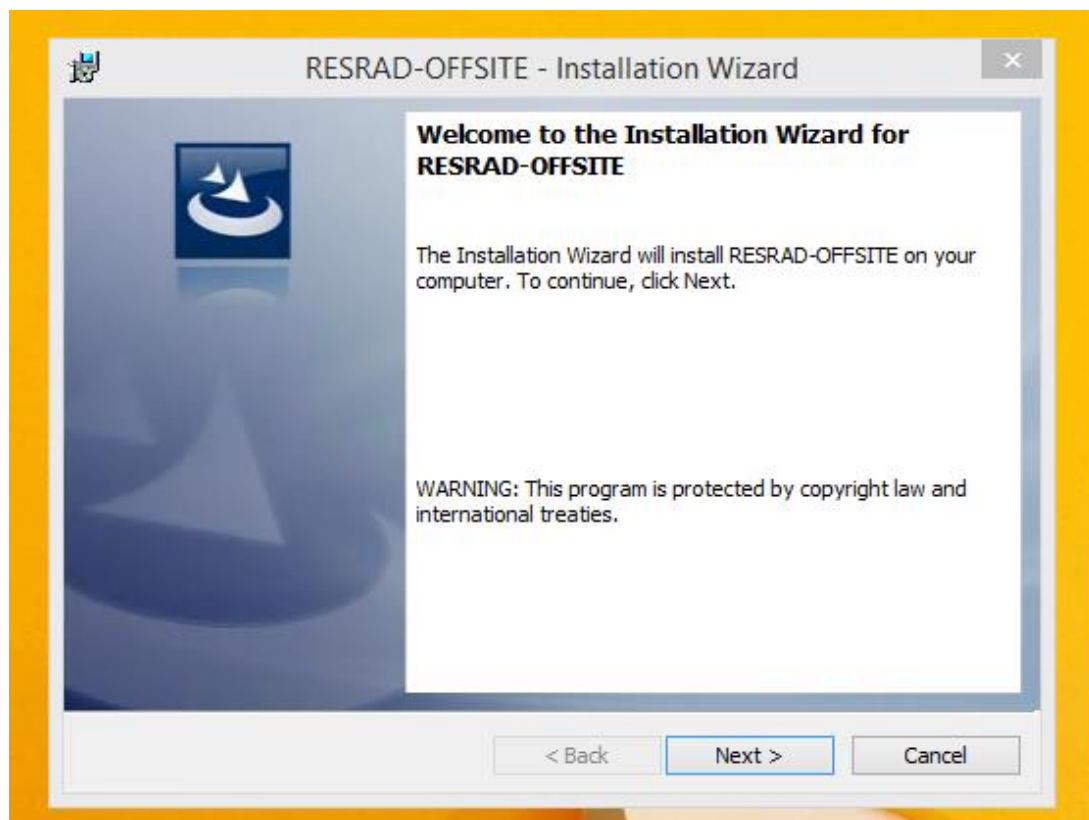 RESRAD-OFFSITE - Installation Wizard
Welcome to the Installation Wizard for
RESRAD-OFFSITE
The Installation Wizard will install RESRAD-OFFSITE on your
computer. To continue, click Next.
WARNING: This program is protected by copyright law and
international treaties.
< Back Next > Cancel